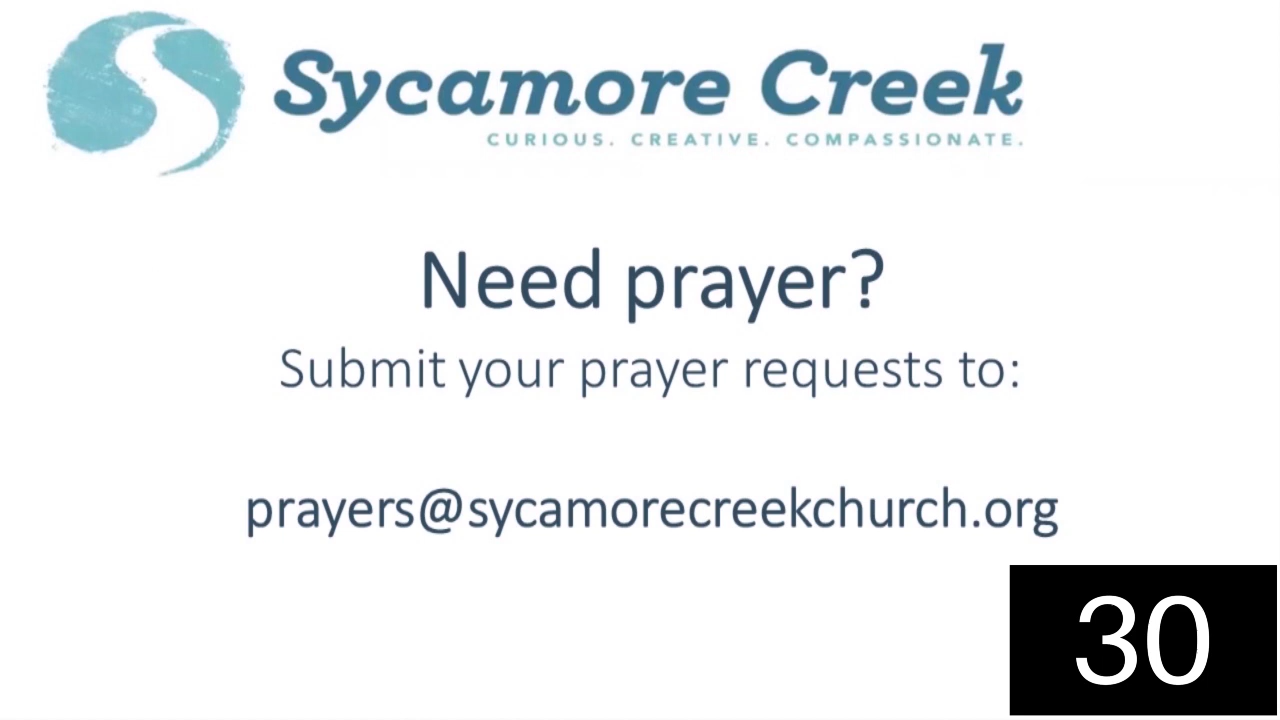 Sycamore Creek
CURIOUS. CREATIVE. COMPASSIONATE.
Need prayer?
Submit your prayer requests to:
prayers@sycamorecreekchurch.org
30